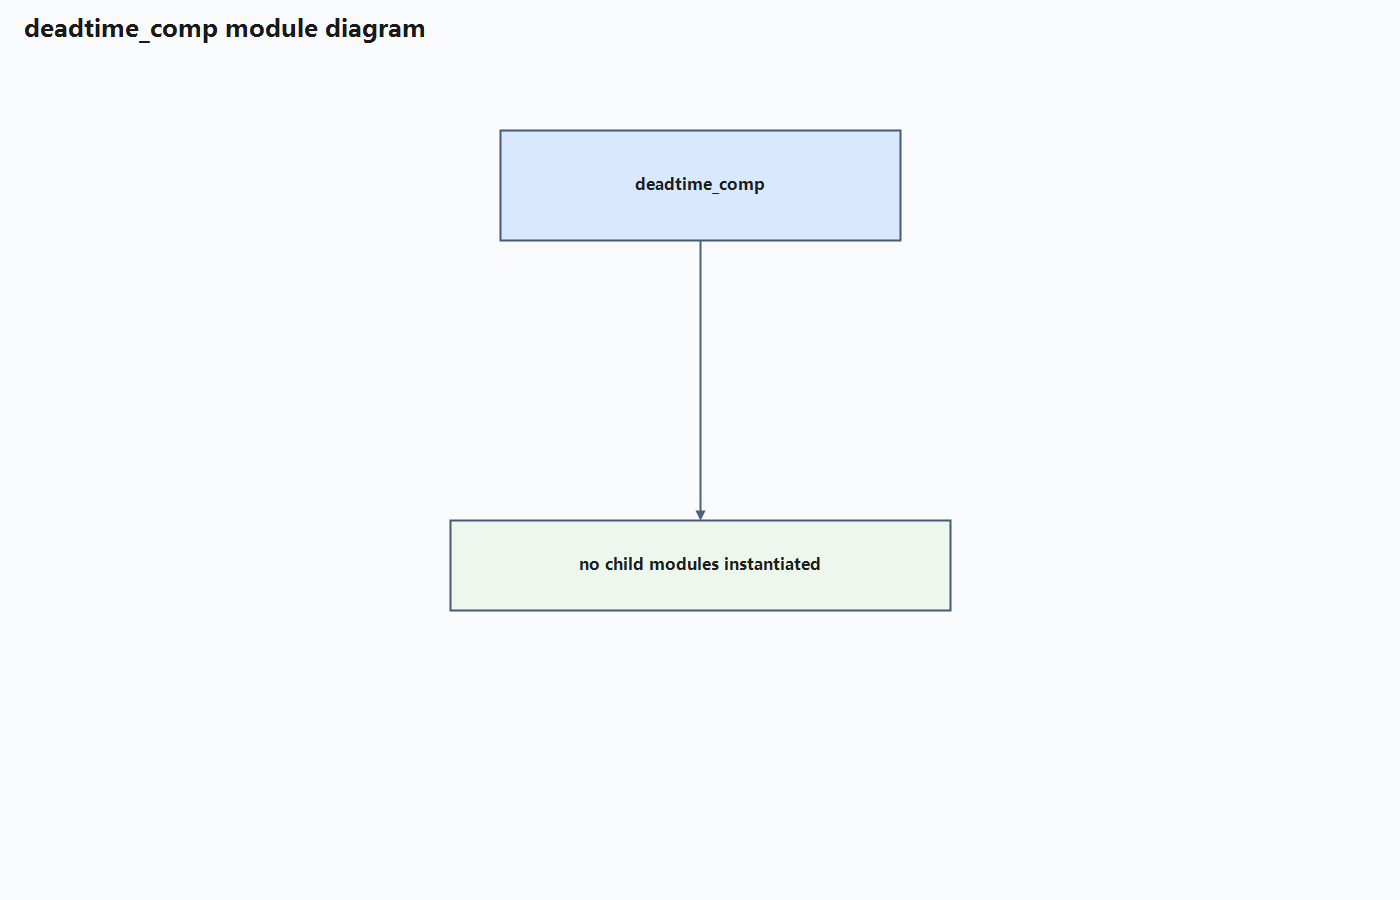 deadtime_comp module diagram
deadtime_comp
no child modules instantiated